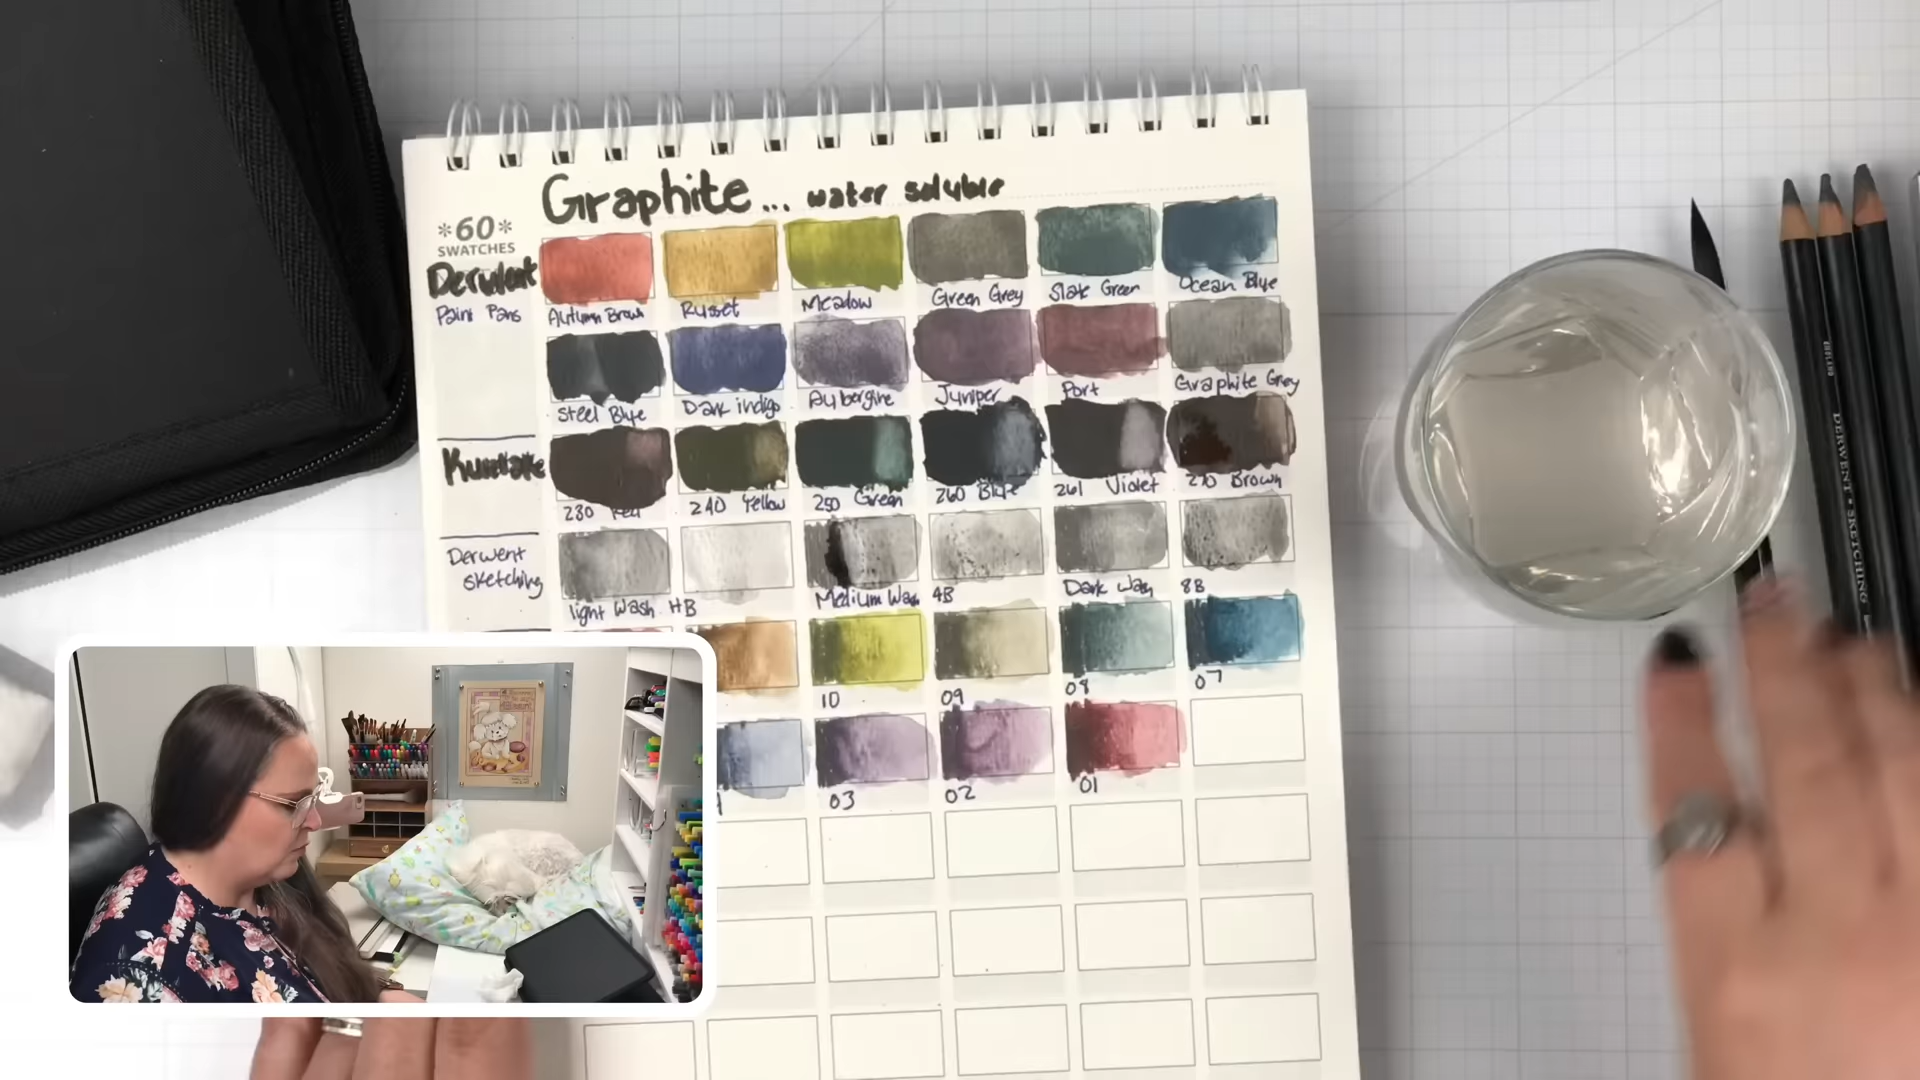 Graphite... water soluble
*60*
SWATCHES
Derwent
Paint Pans
Autumn Brown Russet Meadow Green Grey Slate Green Ocean Blue
Steel Blue Dark indigo Aubergine Juniper Port Graphite Grey
Kuretake
230 Red 240 Yellow 250 Green 260 Blue 261 Violet 270 Brown
Derwent
sketching
light Wash HB Medium Wash 4B Dark Wash 8B
10 09 08 07
03 02 01
DERWENT • SKETCHING